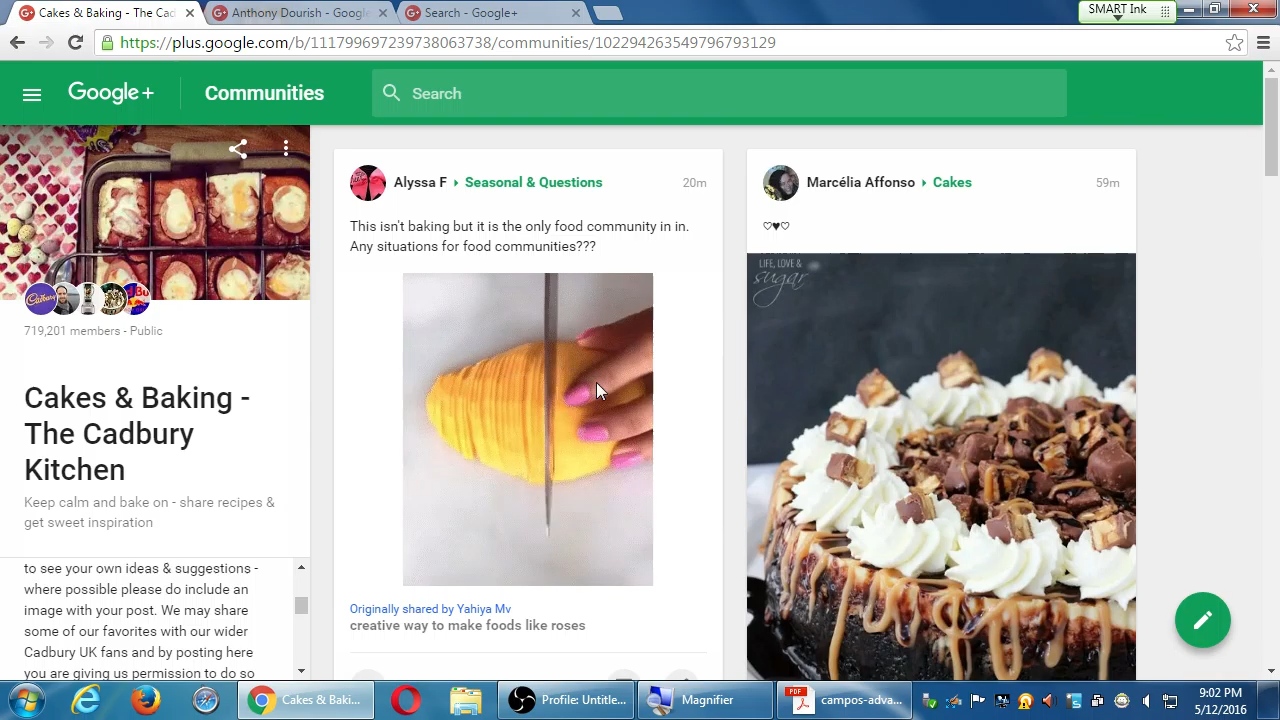 SMART Ink
Cakes & Baking - The Cad
Anthony Dourish - Google
Search - Google+
https://plus.google.com/b/111799697239738063738/communities/102294263549796793129
Google+
Communities
Search
719,201 members - Public
Cakes & Baking -
The Cadbury
Kitchen
Keep calm and bake on - share recipes &
get sweet inspiration
to see your own ideas & suggestions -
where possible please do include an
image with your post. We may share
some of our favorites with our wider
Cadbury UK fans and by posting here
you are giving us permission to do so
Alyssa F
Seasonal & Questions
20m
This isn't baking but it is the only food community in in.
Any situations for food communities???
Originally shared by Yahiya Mv
creative way to make foods like roses
Marcélia Affonso
Cakes
59m
♡♥♡
LIFE, LOVE &
sugar
Cadbury
Cakes & Baki...
Profile: Untitle...
Magnifier
PDF
campos-adva...
9:02 PM
5/12/2016